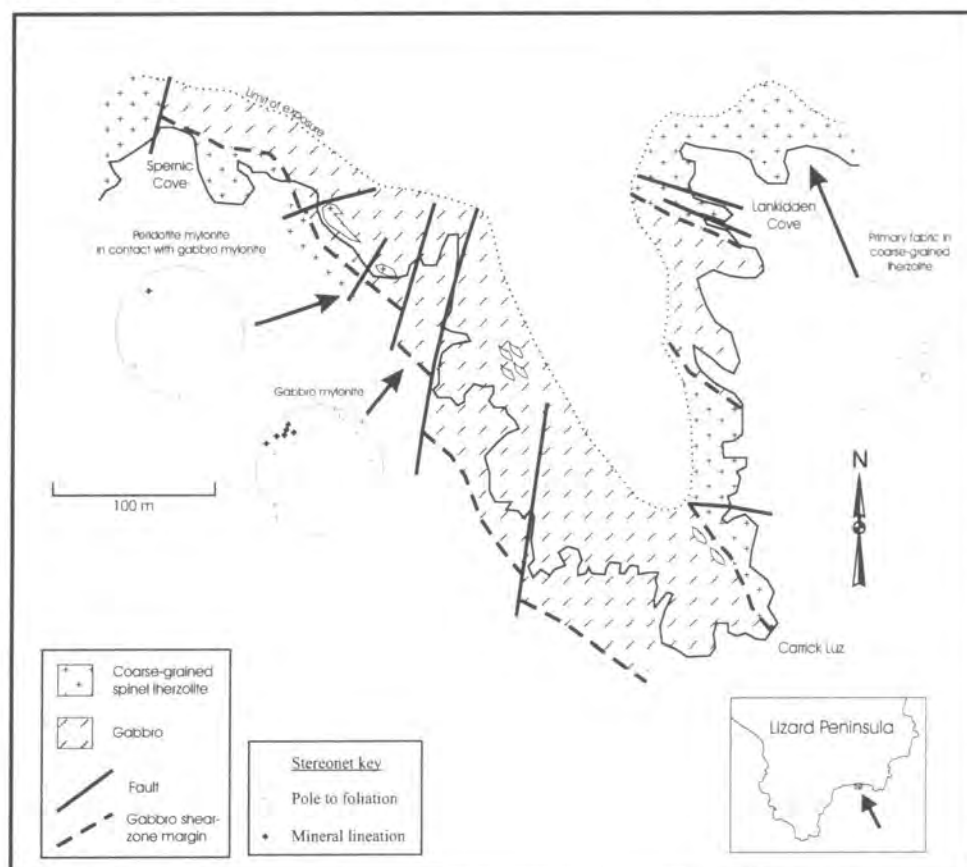 Limit of exposure
Spernic
Cove
Lankidden
Cove
Peridotite mylonite
in contact with gabbro mylonite
Primary fabric in
coarse-grained
lherzolite
Gabbro mylonite
100 m
N
Carrick Luz
Coarse-grained
spinel lherzolite
Gabbro
Fault
Gabbro shear-
zone margin
Stereonet key
Pole to foliation
Mineral lineation
Lizard Peninsula